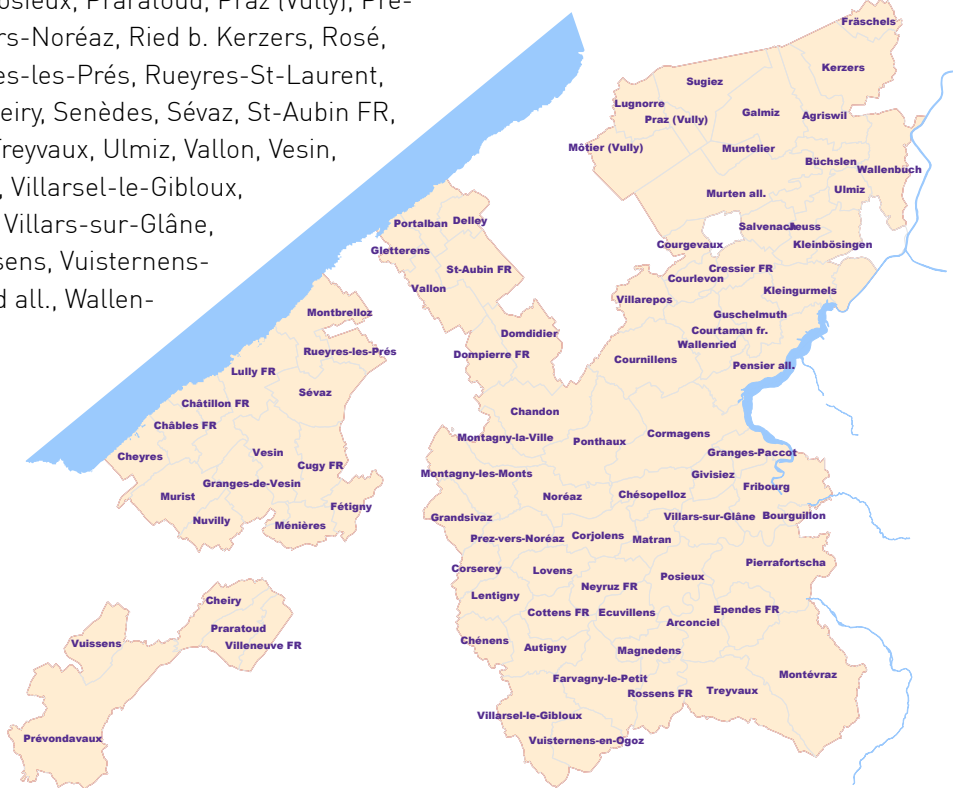 osieux, Praratoud, Praz (Vully), Pre-
rs-Noréaz, Ried b. Kerzers, Rosé,
es-les-Prés, Rueyres-St-Laurent,
eiry, Senèdes, Sévaz, St-Aubin FR,
Treyvaux, Ulmiz, Vallon, Vesin,
, Villarsel-le-Gibloux,
Villars-sur-Glâne,
sens, Vuisternens-
d all., Wallen-
Fräschels
Kerzers
Sugiez
Lugnorre
Praz (Vully)
Galmiz
Agriswil
Môtier (Vully)
Muntelier
Büchslen
Wallenbuch
Ulmiz
Murten all.
Salvenach
Jeuss
Courgevaux
Kleinbösingen
Portalban
Delley
Gletterens
St-Aubin FR
Vallon
Cressier FR
Courlevon
Kleingurmels
Villarepos
Guschelmuth
Courtaman fr.
Wallenried
Montbrelloz
Domdidier
Dompierre FR
Cournillens
Pensier all.
Rueyres-les-Prés
Lully FR
Sévaz
Châtillon FR
Châbles FR
Chandon
Montagny-la-Ville
Ponthaux
Cormagens
Granges-Paccot
Cheyres
Vesin
Cugy FR
Granges-de-Vesin
Murist
Fétigny
Nuvilly
Ménières
Montagny-les-Monts
Givisiez
Fribourg
Noréaz
Chésopelloz
Grandsivaz
Villars-sur-Glâne
Bourguillon
Prez-vers-Noréaz
Corjolens
Matran
Pierrafortscha
Corserey
Lovens
Posieux
Neyruz FR
Lentigny
Cottens FR
Ecuvillens
Ependes FR
Arconciel
Chénens
Autigny
Magnedens
Cheiry
Praratoud
Villeneuve FR
Vuissens
Farvagny-le-Petit
Rossens FR
Treyvaux
Montévraz
Villarsel-le-Gibloux
Vuisternens-en-Ogoz
Prévondavaux